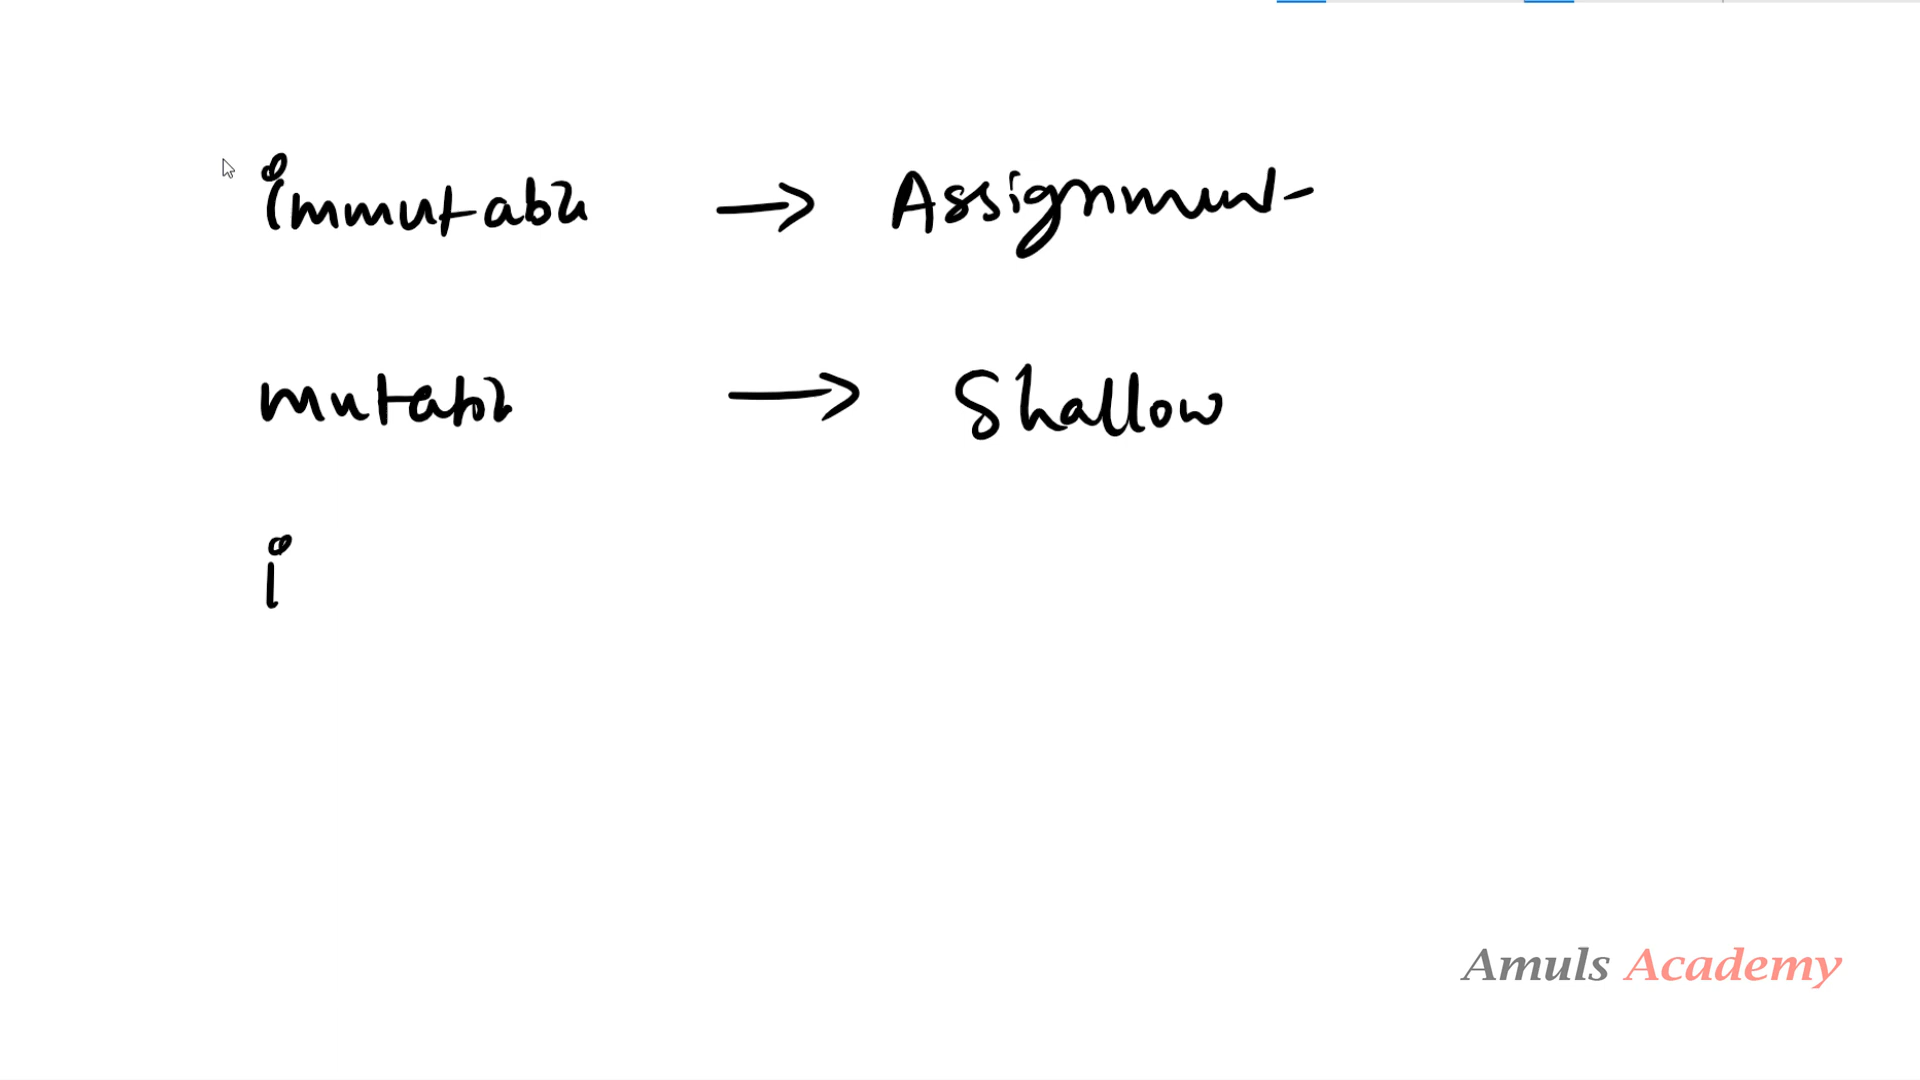 immutable → Assignment
mutable → Shallow
i
Amuls Academy